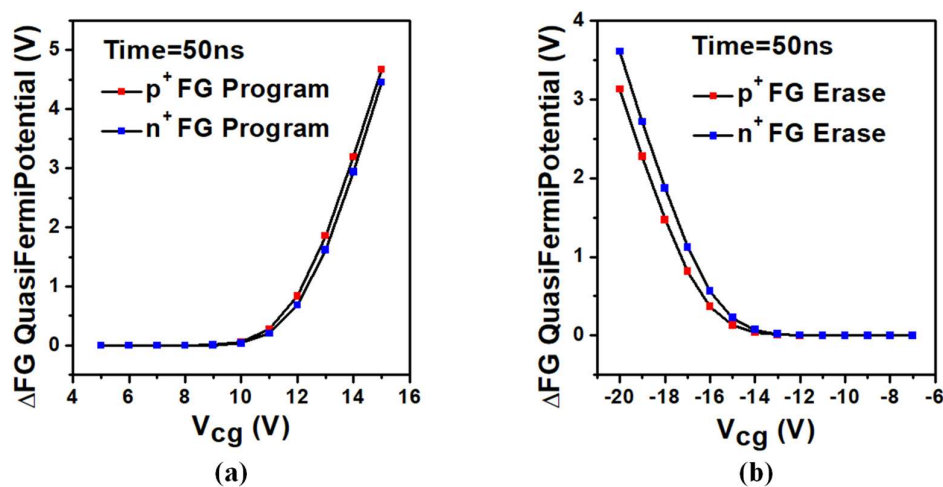 Time=50ns
p+ FG Program
n+ FG Program
ΔFG QuasiFermiPotential (V)
5
4
3
2
1
0
4 6 8 10 12 14 16
Vcg (V)
(a)
Time=50ns
p+ FG Erase
n+ FG Erase
ΔFG QuasiFermiPotential (V)
4
3
2
1
0
-20 -18 -16 -14 -12 -10 -8 -6
Vcg (V)
(b)